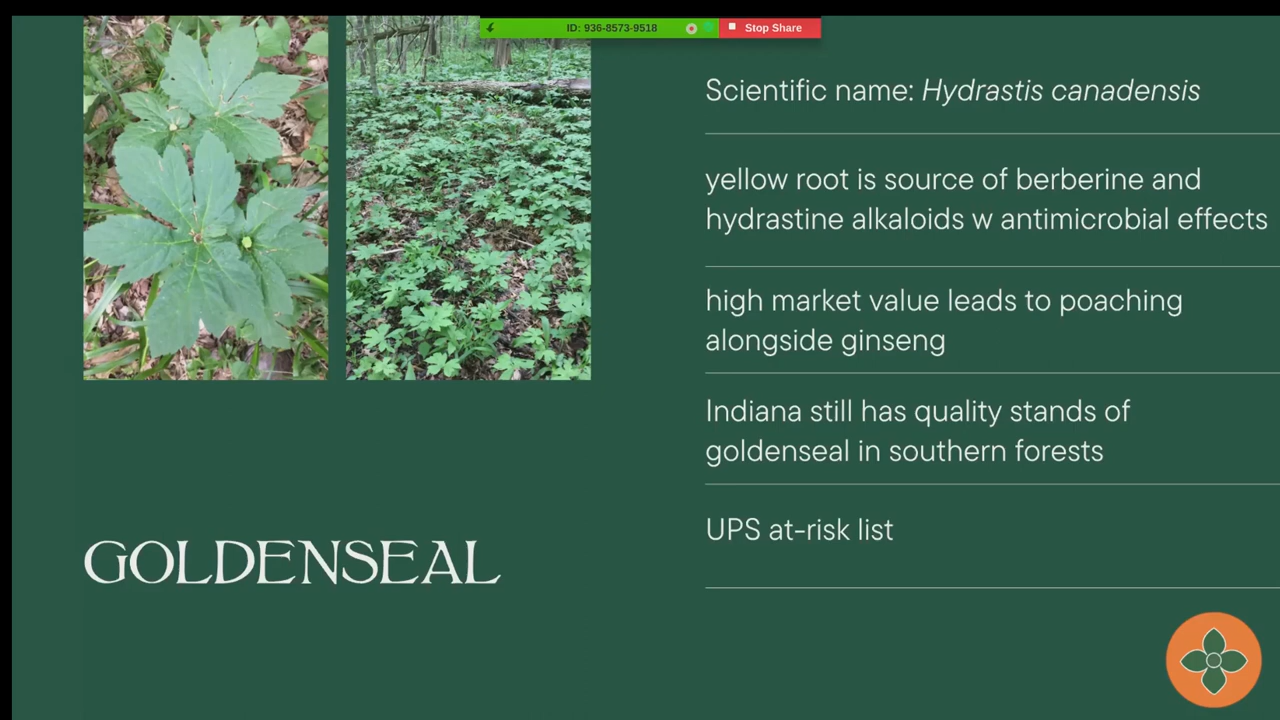 ID: 936-8573-9518
Stop Share
Scientific name: Hydrastis canadensis
yellow root is source of berberine and
hydrastine alkaloids w antimicrobial effects
high market value leads to poaching
alongside ginseng
Indiana still has quality stands of
goldenseal in southern forests
UPS at-risk list
GOLDENSEAL